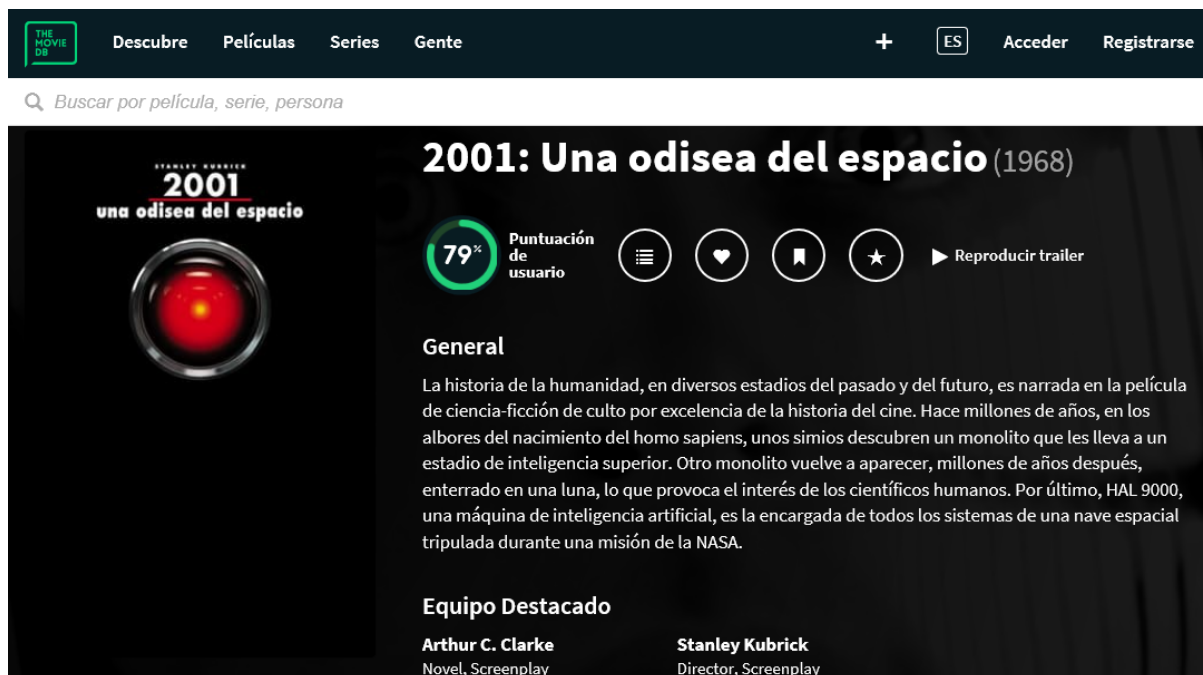 THE
MOVIE
DB
Descubre Películas Series Gente
+ ES Acceder Registrarse
Buscar por película, serie, persona
STANLEY KUBRICK
2001
una odisea del espacio
2001: Una odisea del espacio (1968)
79%
Puntuación
de
usuario
Reproducir trailer
General
La historia de la humanidad, en diversos estadios del pasado y del futuro, es narrada en la película
de ciencia-ficción de culto por excelencia de la historia del cine. Hace millones de años, en los
albores del nacimiento del homo sapiens, unos simios descubren un monolito que les lleva a un
estadio de inteligencia superior. Otro monolito vuelve a aparecer, millones de años después,
enterrado en una luna, lo que provoca el interés de los científicos humanos. Por último, HAL 9000,
una máquina de inteligencia artificial, es la encargada de todos los sistemas de una nave espacial
tripulada durante una misión de la NASA.
Equipo Destacado
Arthur C. Clarke Stanley Kubrick
Novel, Screenplay Director, Screenplay